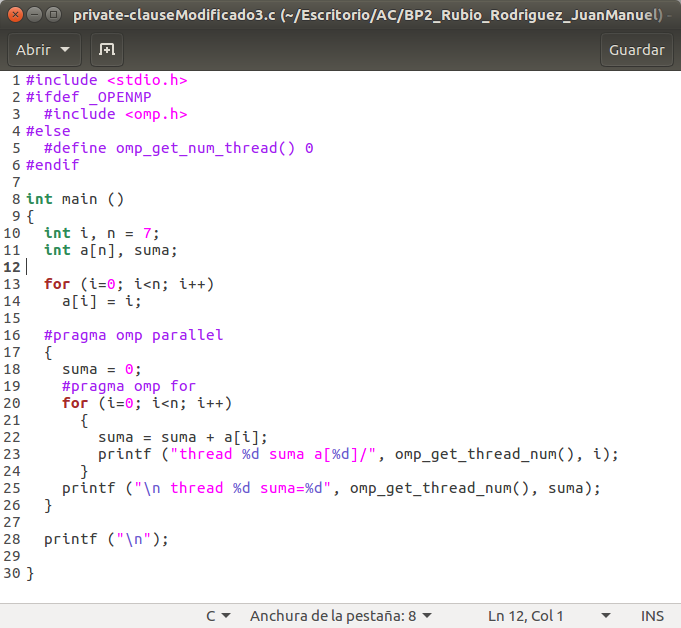 private-clauseModificado3.c (~/Escritorio/AC/BP2_Rubio_Rodriguez_JuanManuel) -
Abrir
Guardar
1 #include <stdio.h>
2 #ifdef _OPENMP
3   #include <omp.h>
4 #else
5   #define omp_get_num_thread() 0
6 #endif
7
8 int main ()
9 {
10   int i, n = 7;
11   int a[n], suma;
12
13   for (i=0; i<n; i++)
14     a[i] = i;
15
16   #pragma omp parallel
17   {
18     suma = 0;
19     #pragma omp for
20     for (i=0; i<n; i++)
21       {
22         suma = suma + a[i];
23         printf ("thread %d suma a[%d]/", omp_get_thread_num(), i);
24       }
25     printf ("\n thread %d suma=%d", omp_get_thread_num(), suma);
26   }
27
28   printf ("\n");
29
30 }
C
Anchura de la pestaña: 8
Ln 12, Col 1
INS